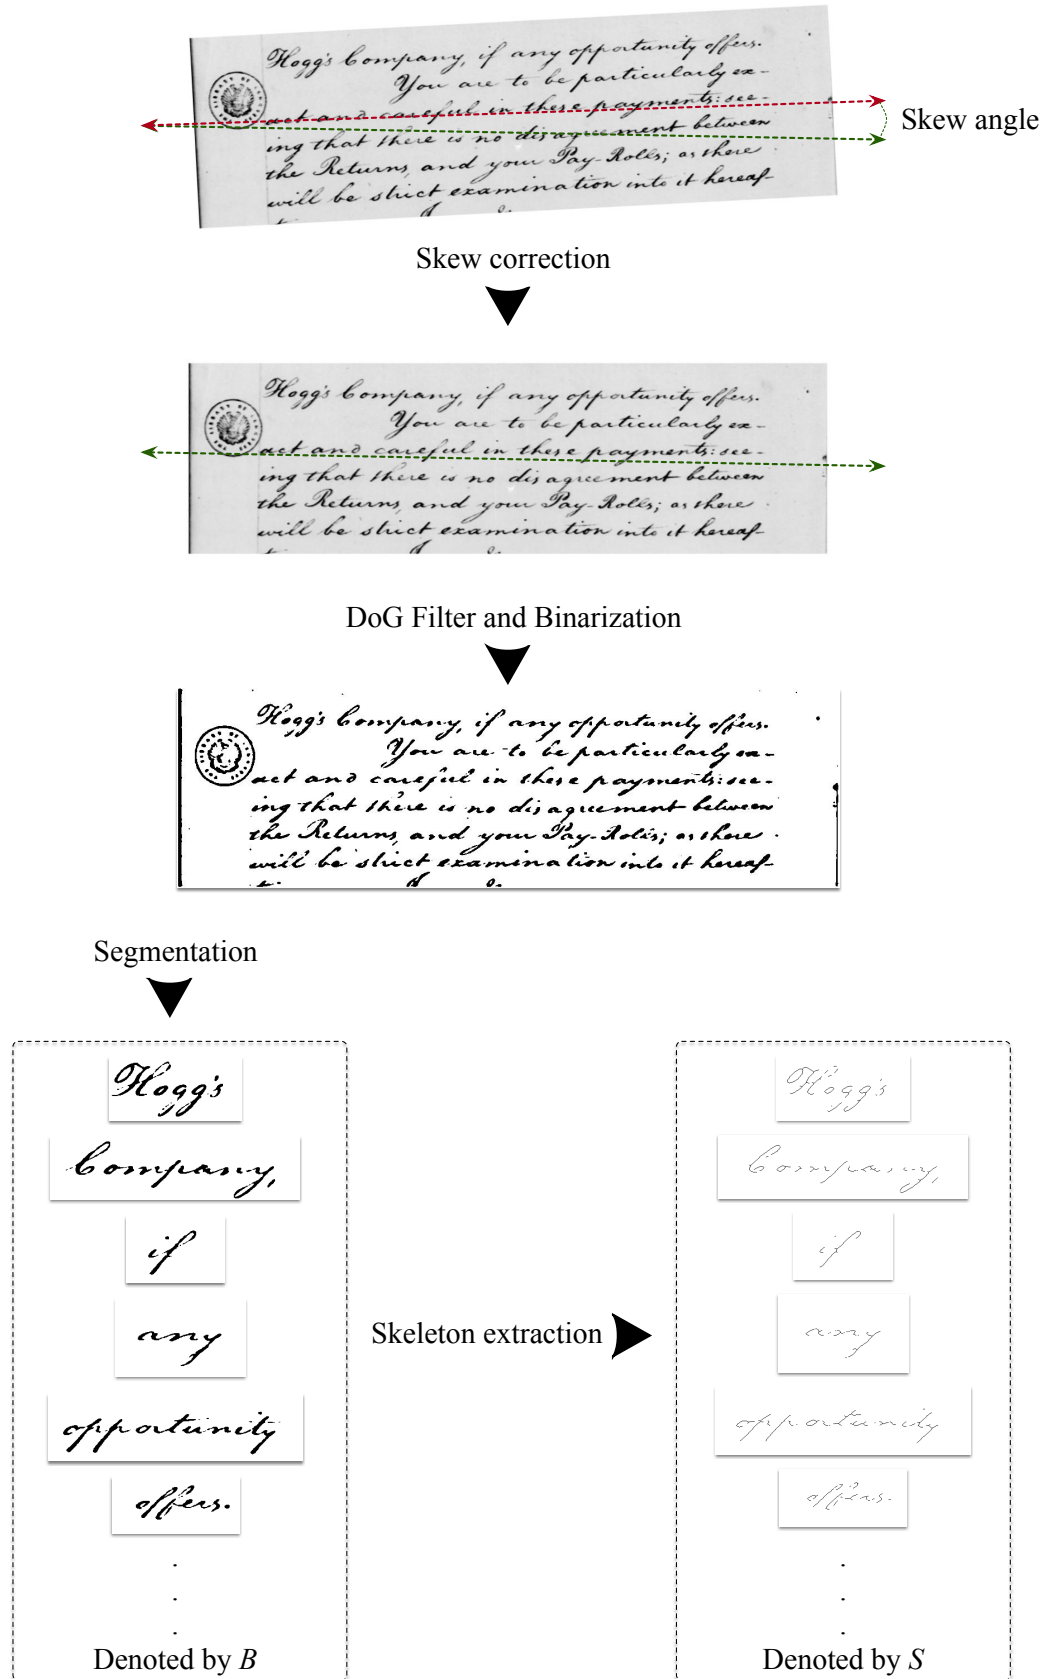 Hogg's Company, if any opportunity offers.
You are to be particularly ex-
act and careful in these payments: see-
ing that there is no disagreement between
the Returns, and your Pay-Rolls; as there
will be strict examination into it hereaf-
Skew angle
Skew correction
Hogg's Company, if any opportunity offers.
You are to be particularly ex-
act and careful in these payments: see-
ing that there is no disagreement between
the Returns, and your Pay-Rolls; as there
will be strict examination into it hereaf-
DoG Filter and Binarization
Hogg's Company, if any opportunity offers.
You are to be particularly ex-
act and careful in these payments: see-
ing that there is no disagreement between
the Returns, and your Pay-Rolls; as there
will be strict examination into it hereaf-
Segmentation
Hogg's
Company,
if
any
opportunity
offers.
.
.
.
Denoted by B
Skeleton extraction
Hogg's
Company,
if
any
opportunity
offers.
.
.
.
Denoted by S